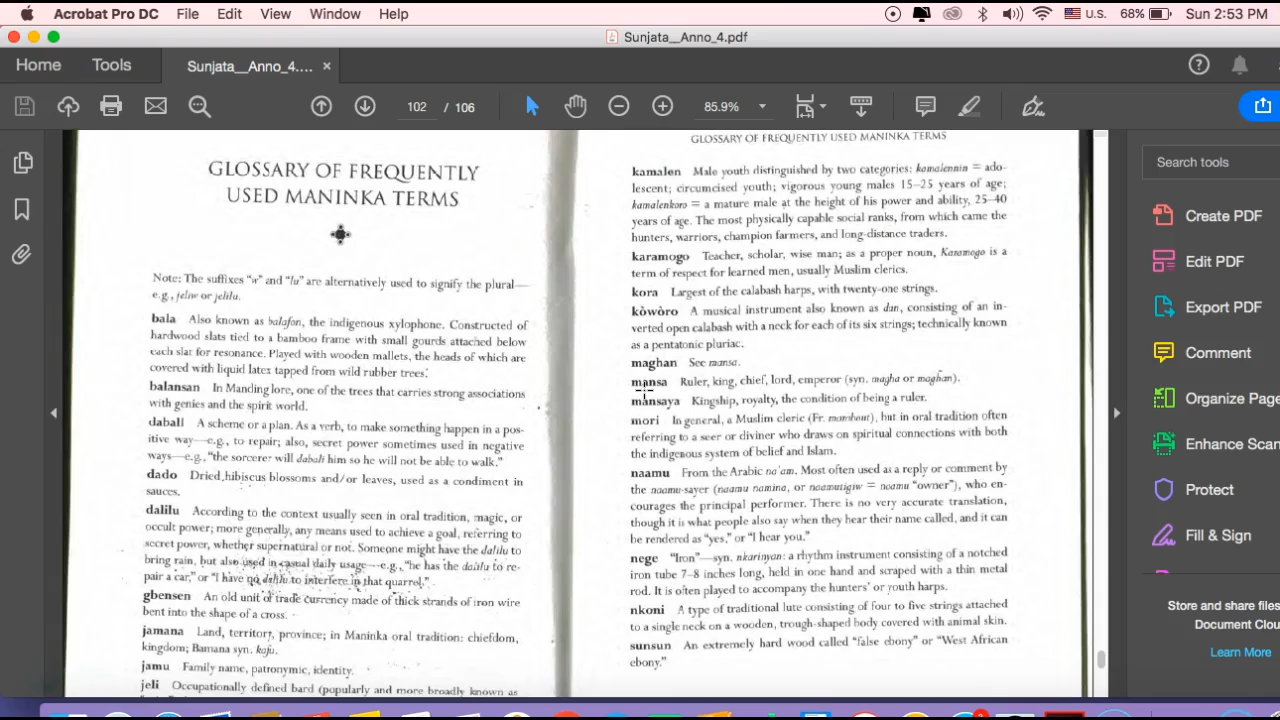 Acrobat Pro DC File Edit View Window Help U.S. 68% Sun 2:53 PM
Sunjata__Anno_4.pdf
Home Tools Sunjata__Anno_4.... ×
102 / 106 85.9%
GLOSSARY OF FREQUENTLY
USED MANINKA TERMS
Note: The suffixes "w" and "lu" are alternatively used to signify the plural—
e.g., jeliw or jelilu.
bala Also known as balafon, the indigenous xylophone. Constructed of
hardwood slats tied to a bamboo frame with small gourds attached below
each slat for resonance. Played with wooden mallets, the heads of which are
covered with liquid latex tapped from wild rubber trees.
balansan In Manding lore, one of the trees that carries strong associations
with genies and the spirit world.
dabali A scheme or a plan. As a verb, to make something happen in a pos-
itive way—e.g., to repair; also, secret power sometimes used in negative
ways—e.g., "the sorcerer will dabali him so he will not be able to walk."
dado Dried hibiscus blossoms and/or leaves, used as a condiment in
sauces.
dalilu According to the context usually seen in oral tradition, magic, or
occult power; more generally, any means used to achieve a goal, referring to
secret power, whether supernatural or not. Someone might have the dalilu to
bring rain, but also used in casual daily usage—e.g., "he has the dalilu to re-
pair a car," or "I have no dalilu to interfere in that quarrel."
gbensen An old unit of trade currency made of thick strands of iron wire
bent into the shape of a cross.
jamana Land, territory, province; in Maninka oral tradition: chiefdom,
kingdom; Bamana syn. kafu.
jamu Family name, patronymic, identity.
jeli Occupationally defined bard (popularly and more broadly known as
GLOSSARY OF FREQUENTLY USED MANINKA TERMS
kamalen Male youth distinguished by two categories: kamalennin = ado-
lescent; circumcised youth; vigorous young males 15–25 years of age;
kamalenkoro = a mature male at the height of his power and ability, 25–40
years of age. The most physically capable social ranks, from which came the
hunters, warriors, champion farmers, and long-distance traders.
karamogo Teacher, scholar, wise man; as a proper noun, Karamogo is a
term of respect for learned men, usually Muslim clerics.
kora Largest of the calabash harps, with twenty-one strings.
kòwòro A musical instrument also known as dan, consisting of an in-
verted open calabash with a neck for each of its six strings; technically known
as a pentatonic pluriac.
maghan See mansa.
mansa Ruler, king, chief, lord, emperor (syn. magha or maghan).
mansaya Kingship, royalty, the condition of being a ruler.
mori In general, a Muslim cleric (Fr. marabout), but in oral tradition often
referring to a seer or diviner who draws on spiritual connections with both
the indigenous system of belief and Islam.
naamu From the Arabic na'am. Most often used as a reply or comment by
the naamu-sayer (naamu namina, or naamutigiw = naamu "owner"), who en-
courages the principal performer. There is no very accurate translation,
though it is what people also say when they hear their name called, and it can
be rendered as "yes," or "I hear you."
nege "Iron"—syn. nkarinyan: a rhythm instrument consisting of a notched
iron tube 7–8 inches long, held in one hand and scraped with a thin metal
rod. It is often played to accompany the hunters' or youth harps.
nkoni A type of traditional lute consisting of four to five strings attached
to a single neck on a wooden, trough-shaped body covered with animal skin.
sunsun An extremely hard wood called "false ebony" or "West African
ebony."
Search tools
Create PDF
Edit PDF
Export PDF
Comment
Organize Page
Enhance Scan
Protect
Fill & Sign
Store and share files
Document Clou
Learn More